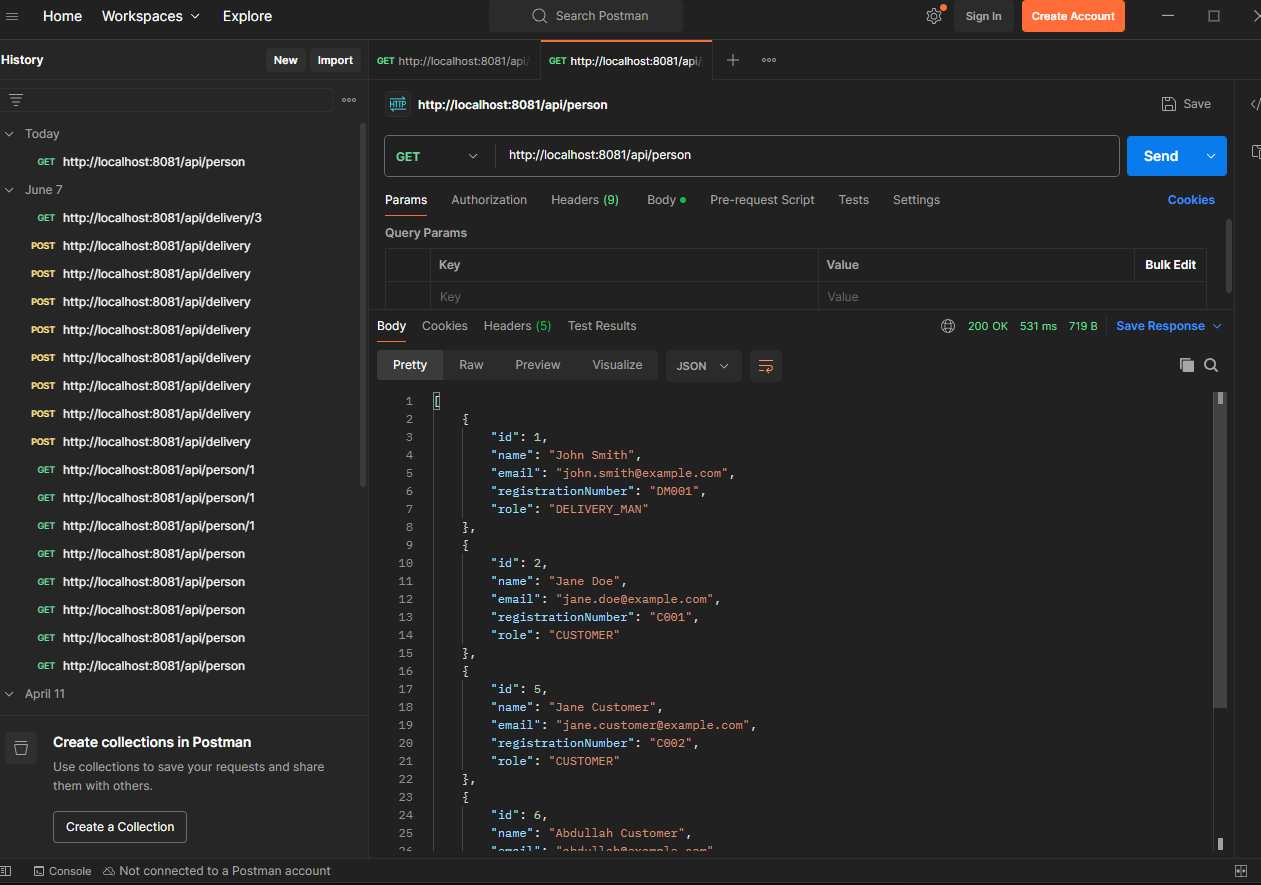 Home Workspaces Explore Search Postman Sign In Create Account
History New Import GET http://localhost:8081/api/ GET http://localhost:8081/api/
HTTP http://localhost:8081/api/person Save
Today
GET http://localhost:8081/api/person
June 7
GET http://localhost:8081/api/delivery/3
POST http://localhost:8081/api/delivery
POST http://localhost:8081/api/delivery
POST http://localhost:8081/api/delivery
POST http://localhost:8081/api/delivery
POST http://localhost:8081/api/delivery
POST http://localhost:8081/api/delivery
POST http://localhost:8081/api/delivery
POST http://localhost:8081/api/delivery
GET http://localhost:8081/api/person/1
GET http://localhost:8081/api/person/1
GET http://localhost:8081/api/person/1
GET http://localhost:8081/api/person
GET http://localhost:8081/api/person
GET http://localhost:8081/api/person
GET http://localhost:8081/api/person
GET http://localhost:8081/api/person
April 11
Create collections in Postman
Use collections to save your requests and share
them with others.
Create a Collection
GET http://localhost:8081/api/person Send
Params Authorization Headers (9) Body Pre-request Script Tests Settings Cookies
Query Params
Key Value Bulk Edit
Key Value
Body Cookies Headers (5) Test Results 200 OK 531 ms 719 B Save Response
Pretty Raw Preview Visualize JSON
1 [
2 {
3 "id": 1,
4 "name": "John Smith",
5 "email": "john.smith@example.com",
6 "registrationNumber": "DM001",
7 "role": "DELIVERY_MAN"
8 },
9 {
10 "id": 2,
11 "name": "Jane Doe",
12 "email": "jane.doe@example.com",
13 "registrationNumber": "C001",
14 "role": "CUSTOMER"
15 },
16 {
17 "id": 5,
18 "name": "Jane Customer",
19 "email": "jane.customer@example.com",
20 "registrationNumber": "C002",
21 "role": "CUSTOMER"
22 },
23 {
24 "id": 6,
25 "name": "Abdullah Customer",
26 "email": "abdullah@example.com"
Console Not connected to a Postman account